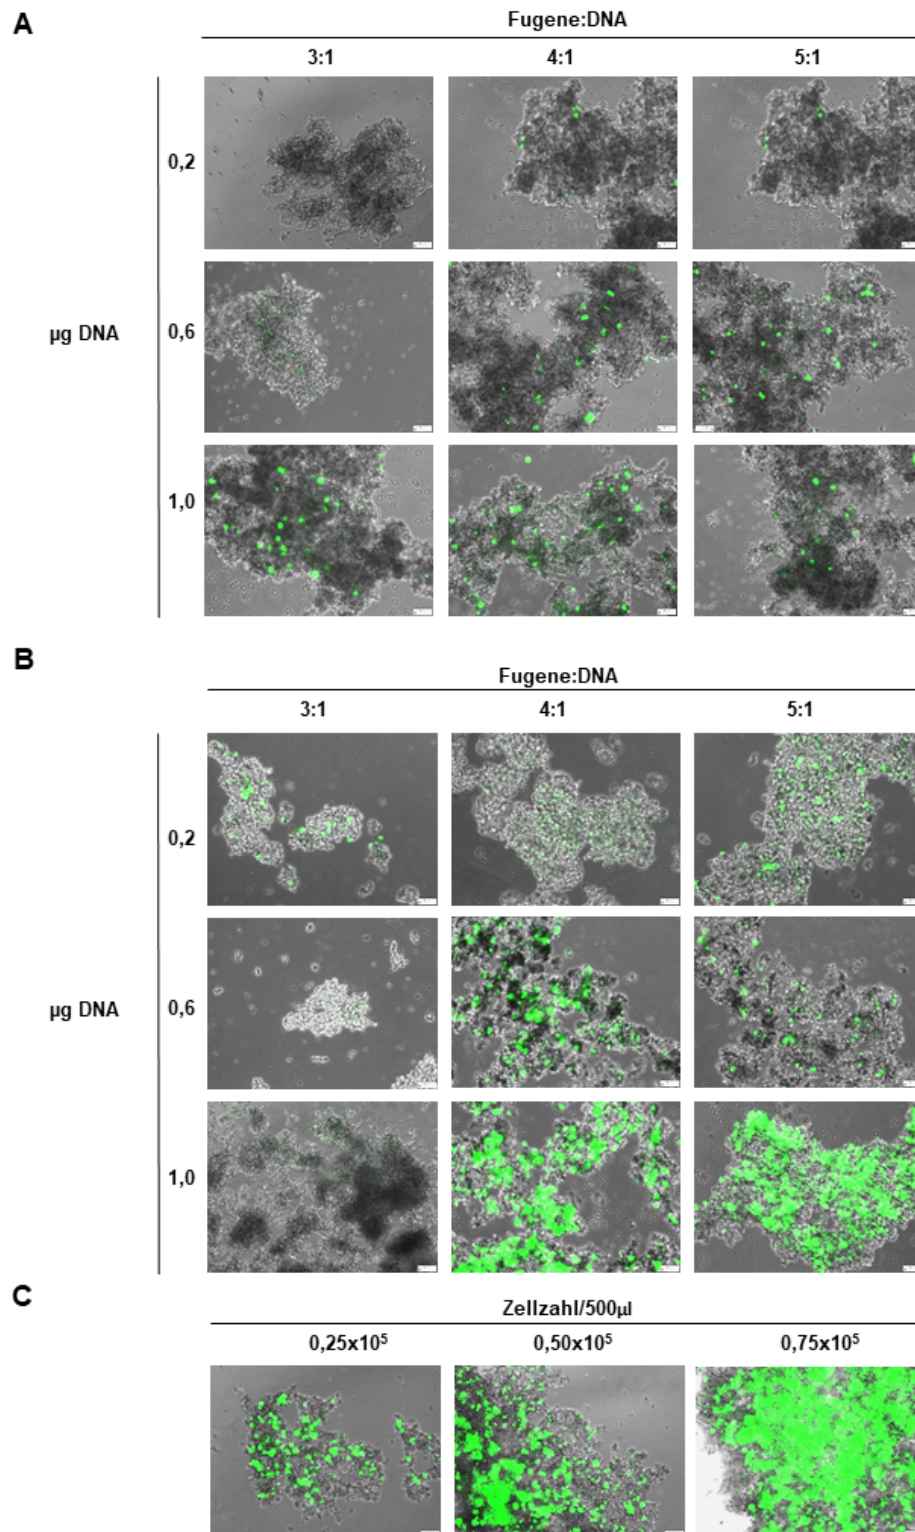 A
Fugene:DNA
3:1 4:1 5:1
0,2
µg DNA
0,6
1,0
B
Fugene:DNA
3:1 4:1 5:1
0,2
µg DNA
0,6
1,0
C
Zellzahl/500µl
0,25x10⁵ 0,50x10⁵ 0,75x10⁵